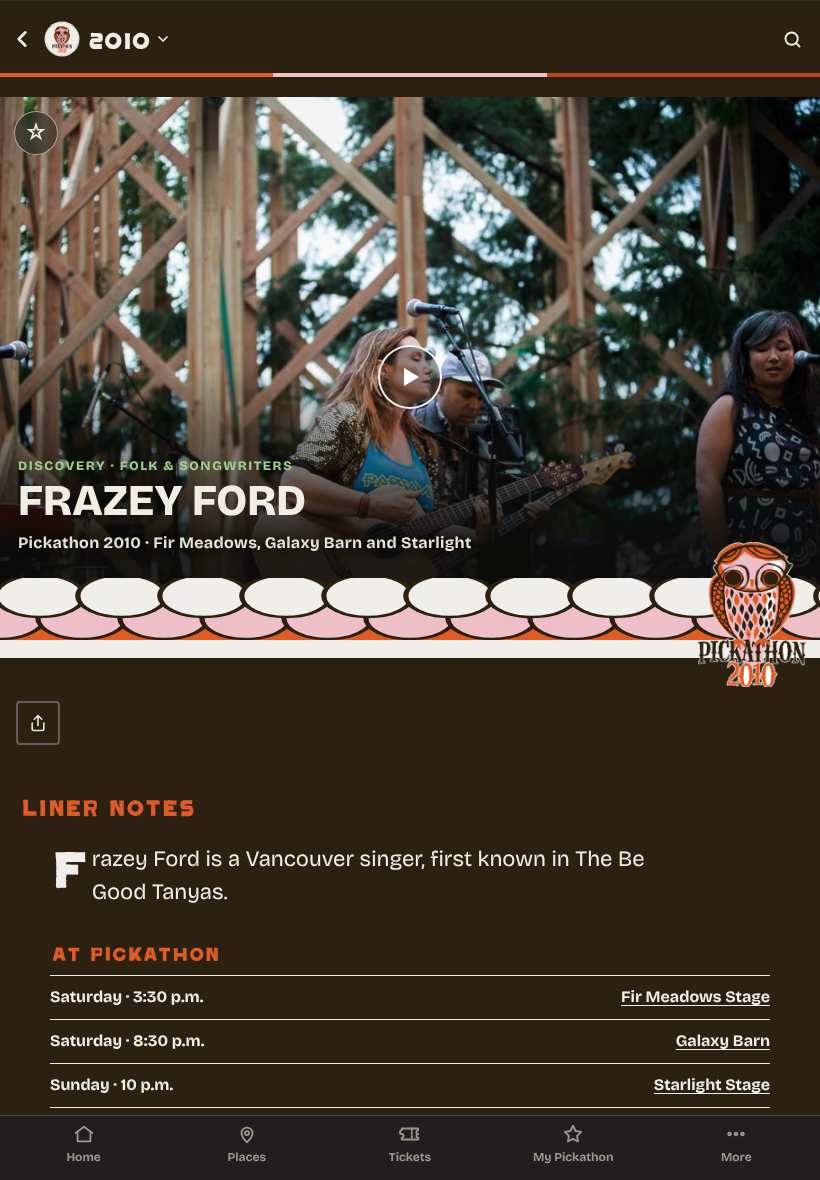 2010
DISCOVERY · FOLK & SONGWRITERS
FRAZEY FORD
Pickathon 2010 · Fir Meadows, Galaxy Barn and Starlight
PICKATHON
2010
LINER NOTES
Frazey Ford is a Vancouver singer, first known in The Be
Good Tanyas.
AT PICKATHON
Saturday · 3:30 p.m. Fir Meadows Stage
Saturday · 8:30 p.m. Galaxy Barn
Sunday · 10 p.m. Starlight Stage
Home Places Tickets My Pickathon More